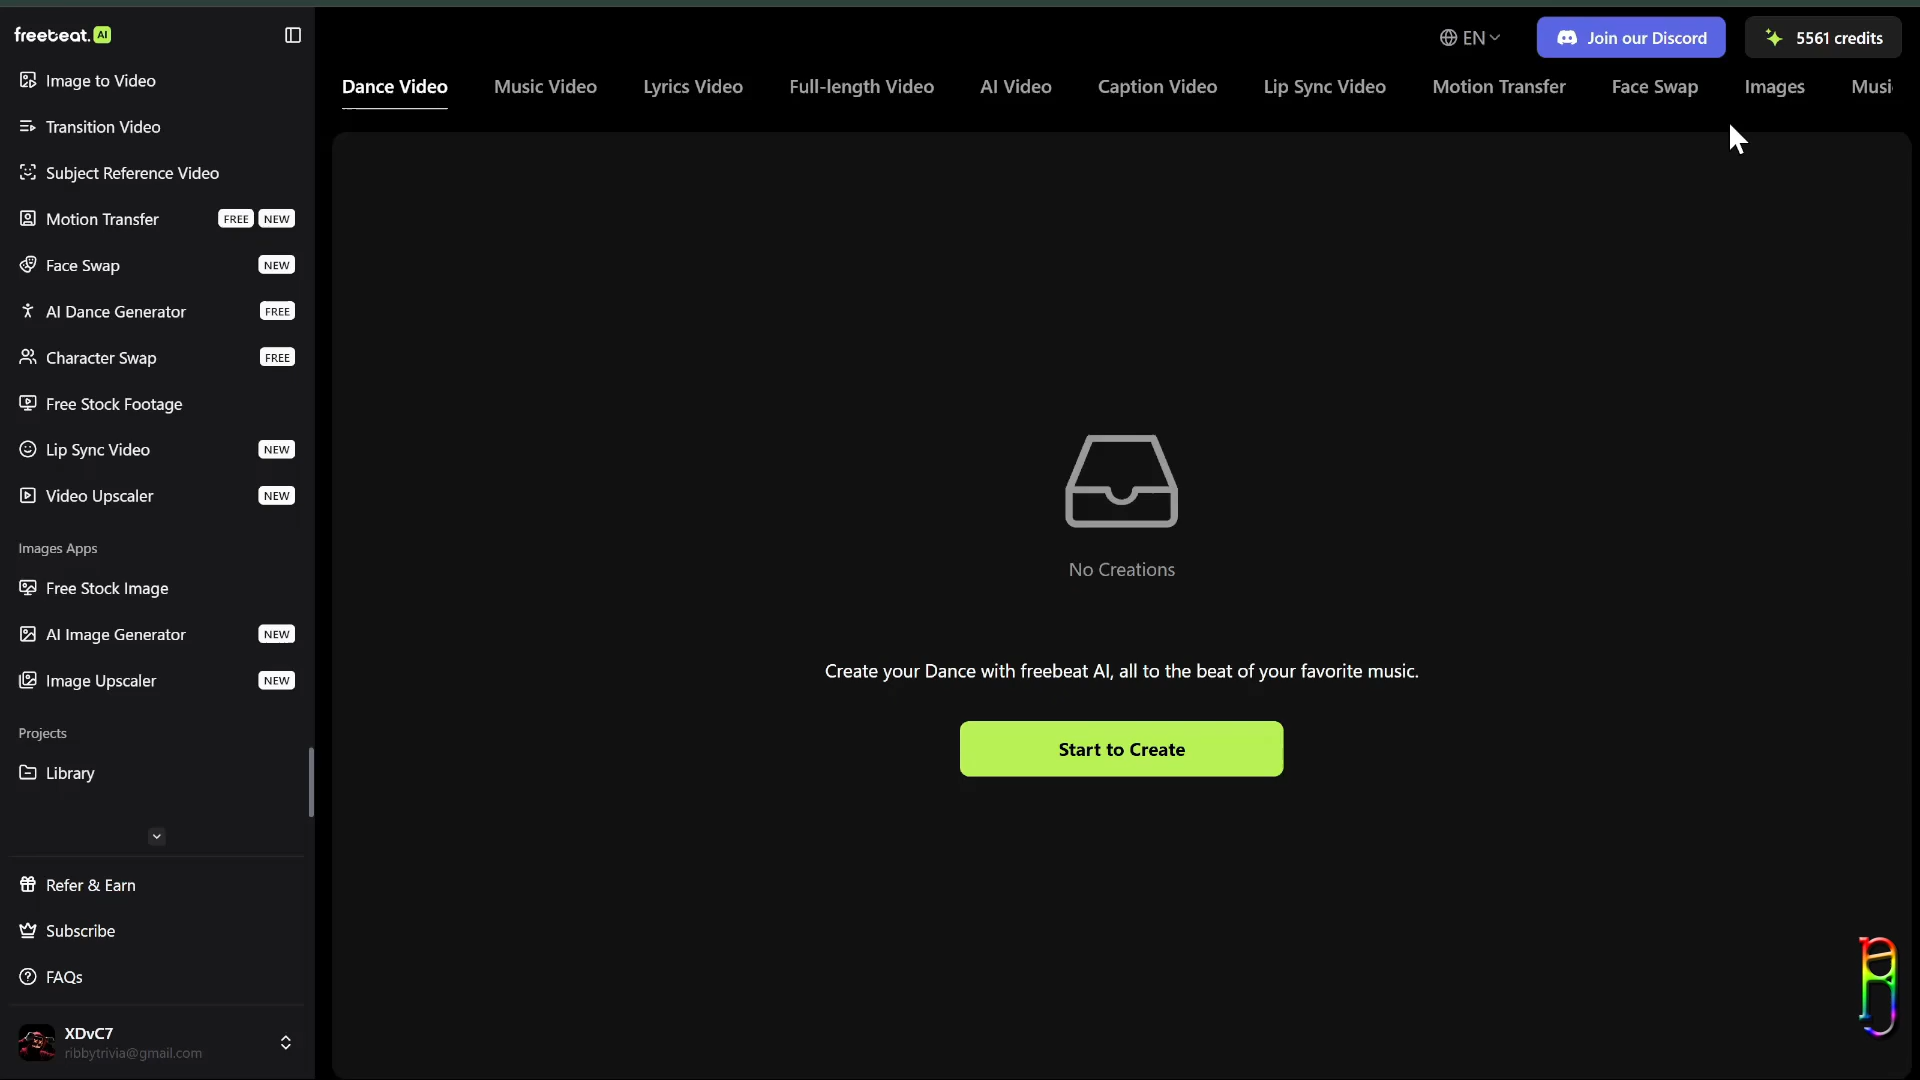 freebeat. AI
Image to Video
Transition Video
Subject Reference Video
Motion Transfer FREE NEW
Face Swap NEW
AI Dance Generator FREE
Character Swap FREE
Free Stock Footage
Lip Sync Video NEW
Video Upscaler NEW
Images Apps
Free Stock Image
AI Image Generator NEW
Image Upscaler NEW
Projects
Library
Refer & Earn
Subscribe
FAQs
XDvC7
ribbytrivia@gmail.com
EN
Join our Discord
5561 credits
Dance Video Music Video Lyrics Video Full-length Video AI Video Caption Video Lip Sync Video Motion Transfer Face Swap Images Musi
No Creations
Create your Dance with freebeat AI, all to the beat of your favorite music.
Start to Create